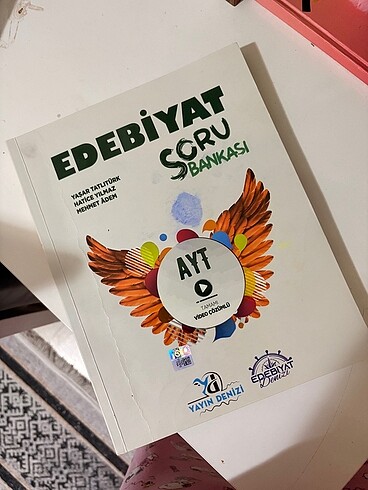 EDEBİYAT
SORU
BANKASI
YAŞAR TATLITÜRK
HATİCE YILMAZ
MEHMET ÂDEM
AYT
TAMAMI
VİDEO ÇÖZÜMLÜ
YAYIN DENİZİ
EDEBİYAT
Denizi